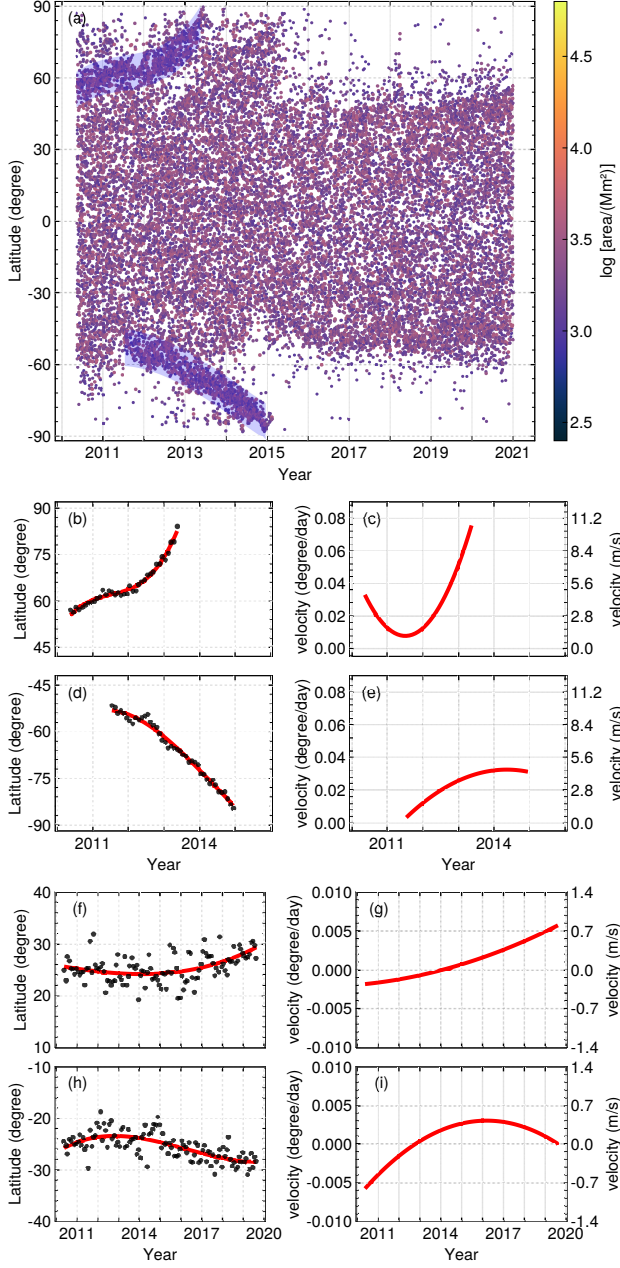 (a)
90
60
30
0
-30
-60
-90
Latitude (degree)
2011 2013 2015 2017 2019 2021
Year
4.5
4.0
3.5
3.0
2.5
log [area/(Mm²)]
(b)
90
75
60
45
Latitude (degree)
(c)
0.08
0.06
0.04
0.02
0.00
velocity (degree/day)
11.2
8.4
5.6
2.8
0.0
velocity (m/s)
(d)
-45
-60
-75
-90
Latitude (degree)
2011 2014
Year
(e)
0.08
0.06
0.04
0.02
0.00
velocity (degree/day)
11.2
8.4
5.6
2.8
0.0
velocity (m/s)
2011 2014
Year
(f)
40
30
20
10
Latitude (degree)
(g)
0.010
0.005
0.000
-0.005
-0.010
velocity (degree/day)
1.4
0.7
0.0
-0.7
-1.4
velocity (m/s)
(h)
-10
-20
-30
-40
Latitude (degree)
2011 2014 2017 2020
Year
(i)
0.010
0.005
0.000
-0.005
-0.010
velocity (degree/day)
1.4
0.7
0.0
-0.7
-1.4
velocity (m/s)
2011 2014 2017 2020
Year